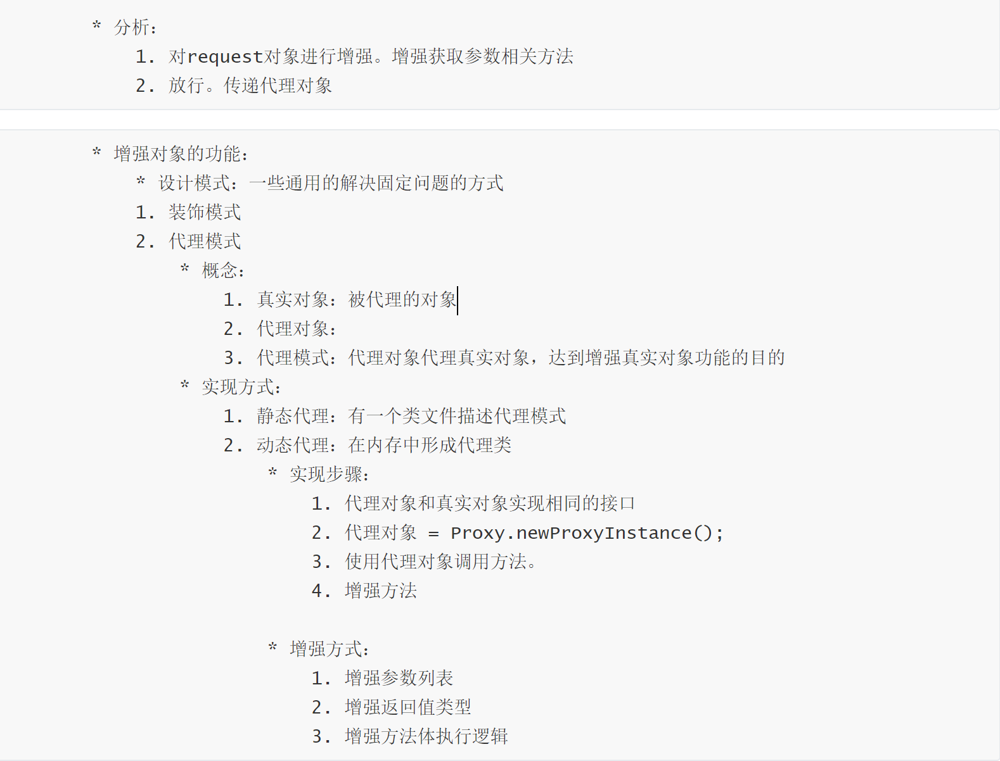 * 分析：
1. 对request对象进行增强。增强获取参数相关方法
2. 放行。传递代理对象
* 增强对象的功能：
* 设计模式：一些通用的解决固定问题的方式
1. 装饰模式
2. 代理模式
* 概念：
1. 真实对象：被代理的对象
2. 代理对象：
3. 代理模式：代理对象代理真实对象，达到增强真实对象功能的目的
* 实现方式：
1. 静态代理：有一个类文件描述代理模式
2. 动态代理：在内存中形成代理类
* 实现步骤：
1. 代理对象和真实对象实现相同的接口
2. 代理对象 = Proxy.newProxyInstance();
3. 使用代理对象调用方法。
4. 增强方法
* 增强方式：
1. 增强参数列表
2. 增强返回值类型
3. 增强方法体执行逻辑